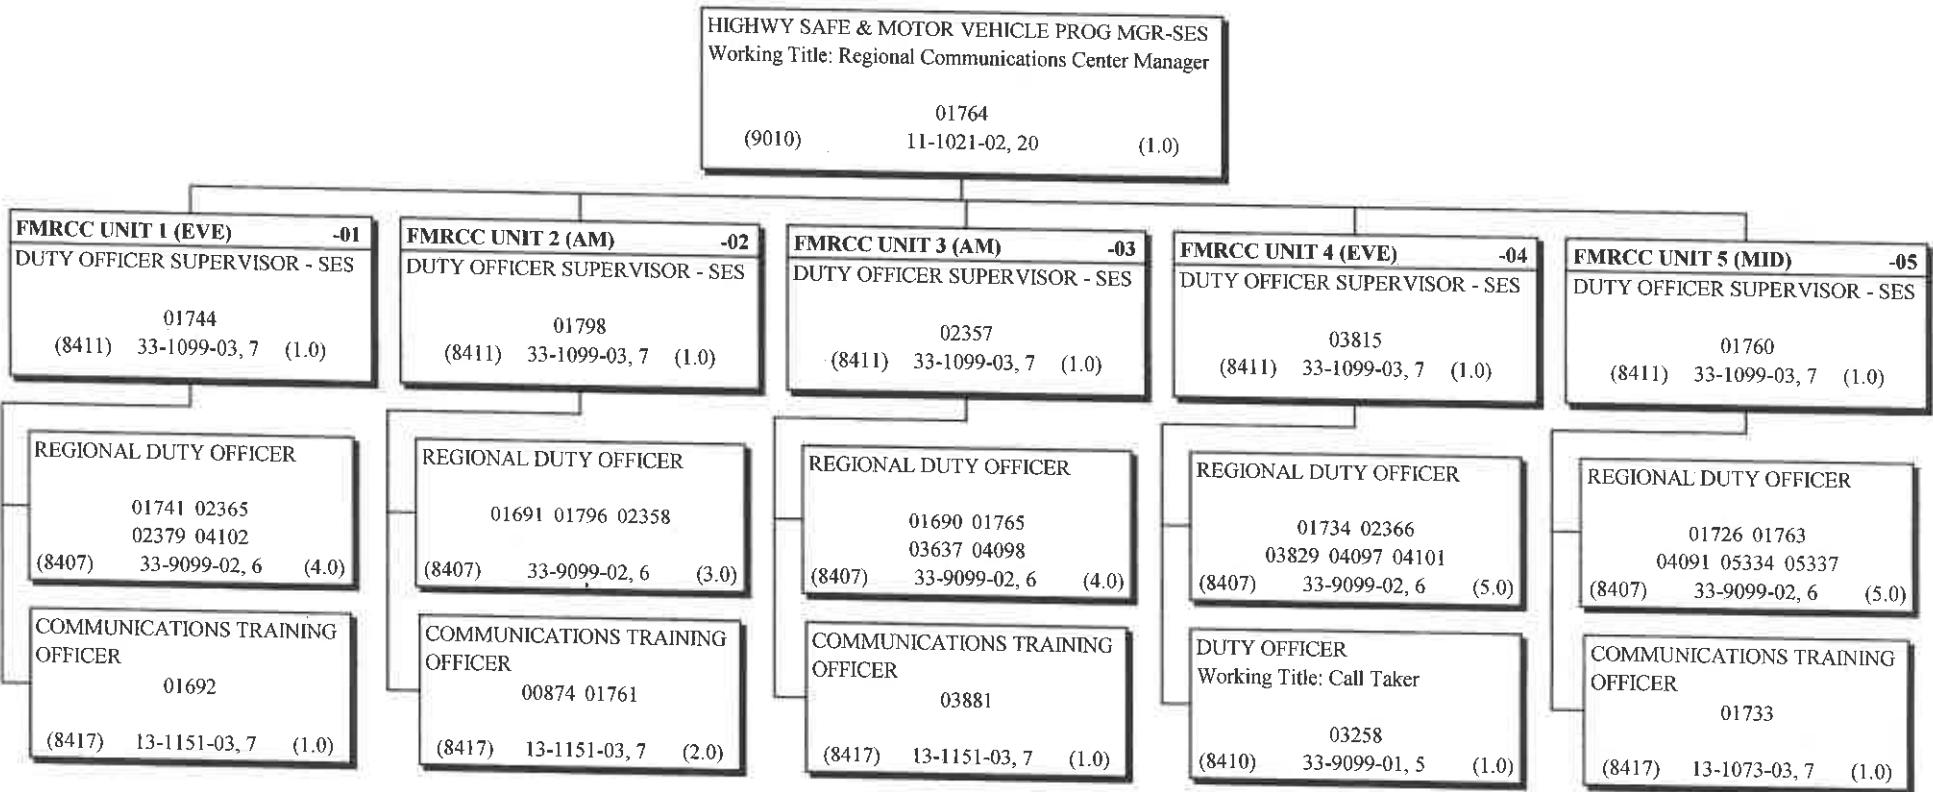 HIGHWY SAFE & MOTOR VEHICLE PROG MGR-SES
Working Title: Regional Communications Center Manager
01764
(9010) 11-1021-02, 20 (1.0)
FMRCC UNIT 1 (EVE) -01
DUTY OFFICER SUPERVISOR - SES
01744
(8411) 33-1099-03, 7 (1.0)
REGIONAL DUTY OFFICER
01741 02365
02379 04102
(8407) 33-9099-02, 6 (4.0)
COMMUNICATIONS TRAINING
OFFICER
01692
(8417) 13-1151-03, 7 (1.0)
FMRCC UNIT 2 (AM) -02
DUTY OFFICER SUPERVISOR - SES
01798
(8411) 33-1099-03, 7 (1.0)
REGIONAL DUTY OFFICER
01691 01796 02358
(8407) 33-9099-02, 6 (3.0)
COMMUNICATIONS TRAINING
OFFICER
00874 01761
(8417) 13-1151-03, 7 (2.0)
FMRCC UNIT 3 (AM) -03
DUTY OFFICER SUPERVISOR - SES
02357
(8411) 33-1099-03, 7 (1.0)
REGIONAL DUTY OFFICER
01690 01765
03637 04098
(8407) 33-9099-02, 6 (4.0)
COMMUNICATIONS TRAINING
OFFICER
03881
(8417) 13-1151-03, 7 (1.0)
FMRCC UNIT 4 (EVE) -04
DUTY OFFICER SUPERVISOR - SES
03815
(8411) 33-1099-03, 7 (1.0)
REGIONAL DUTY OFFICER
01734 02366
03829 04097 04101
(8407) 33-9099-02, 6 (5.0)
DUTY OFFICER
Working Title: Call Taker
03258
(8410) 33-9099-01, 5 (1.0)
FMRCC UNIT 5 (MID) -05
DUTY OFFICER SUPERVISOR - SES
01760
(8411) 33-1099-03, 7 (1.0)
REGIONAL DUTY OFFICER
01726 01763
04091 05334 05337
(8407) 33-9099-02, 6 (5.0)
COMMUNICATIONS TRAINING
OFFICER
01733
(8417) 13-1073-03, 7 (1.0)